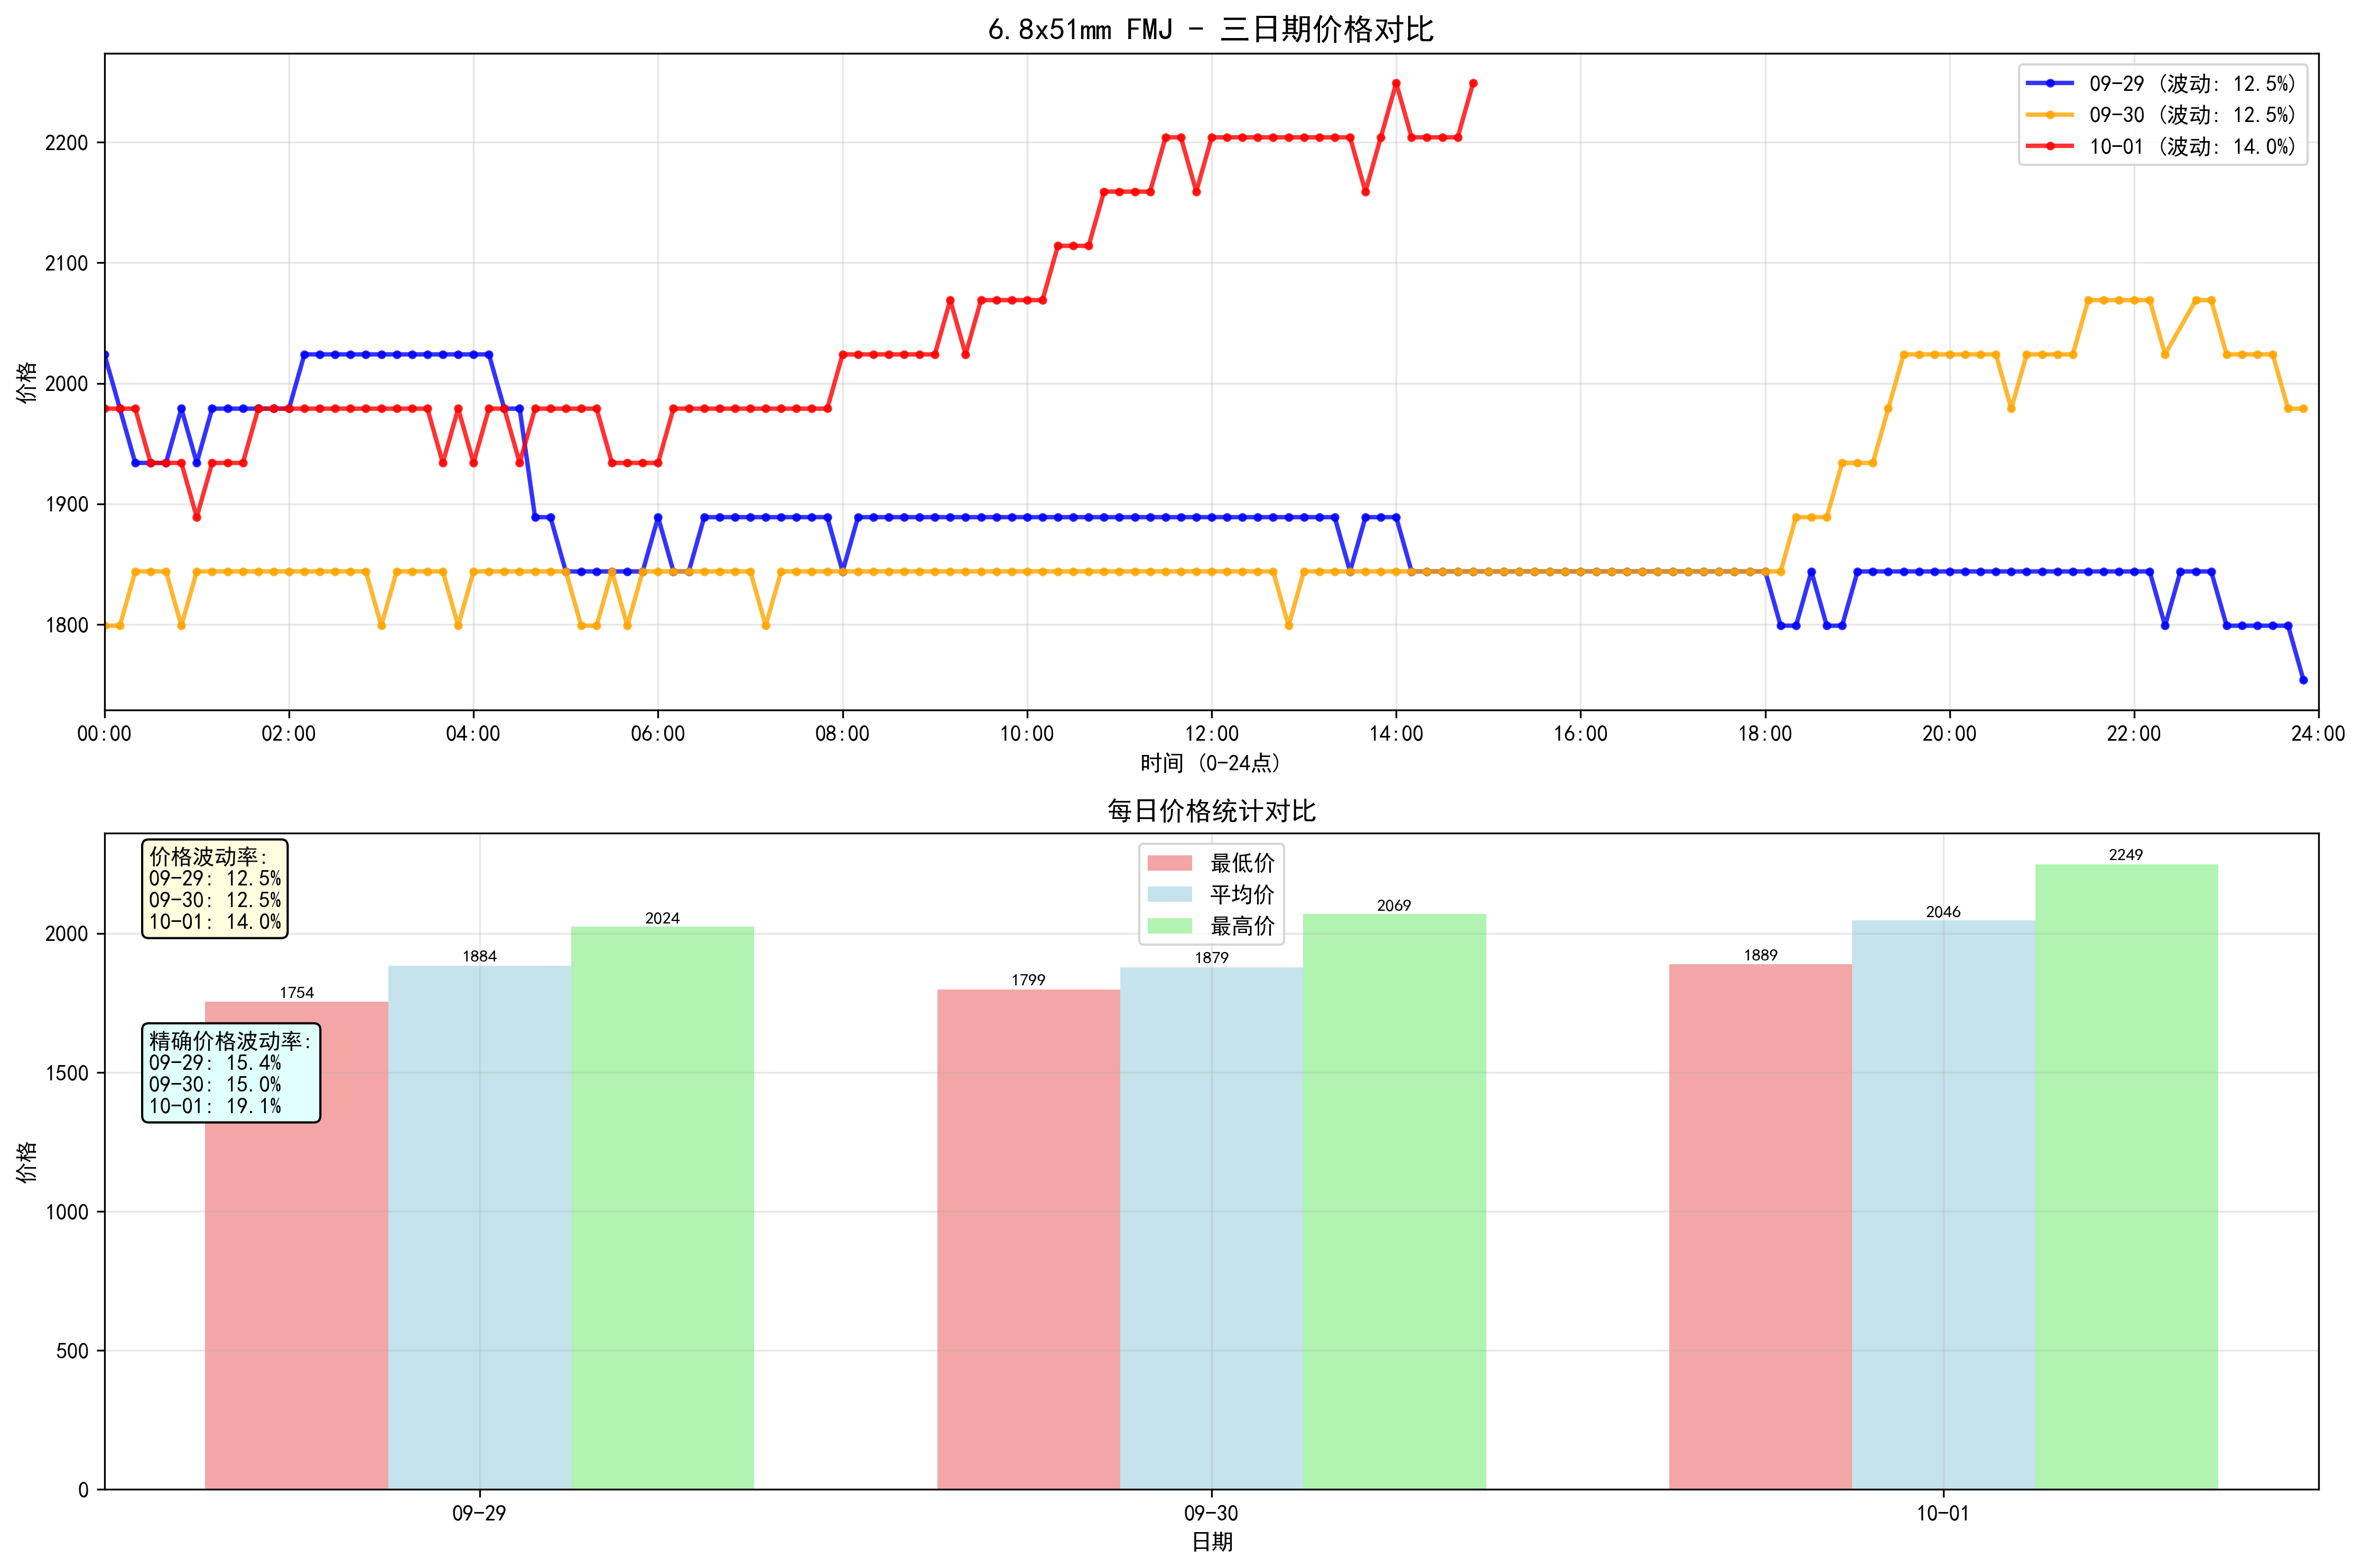 6.8x51mm FMJ - 三日期价格对比
09-29 (波动: 12.5%)
09-30 (波动: 12.5%)
10-01 (波动: 14.0%)
价格
2200
2100
2000
1900
1800
00:00 02:00 04:00 06:00 08:00 10:00 12:00 14:00 16:00 18:00 20:00 22:00 24:00
时间 (0-24点)
每日价格统计对比
价格波动率:
09-29: 12.5%
09-30: 12.5%
10-01: 14.0%
精确价格波动率:
09-29: 15.4%
09-30: 15.0%
10-01: 19.1%
最低价
平均价
最高价
1754 1884 2024 1799 1879 2069 1889 2046 2249
价格
2000
1500
1000
500
0
09-29 09-30 10-01
日期